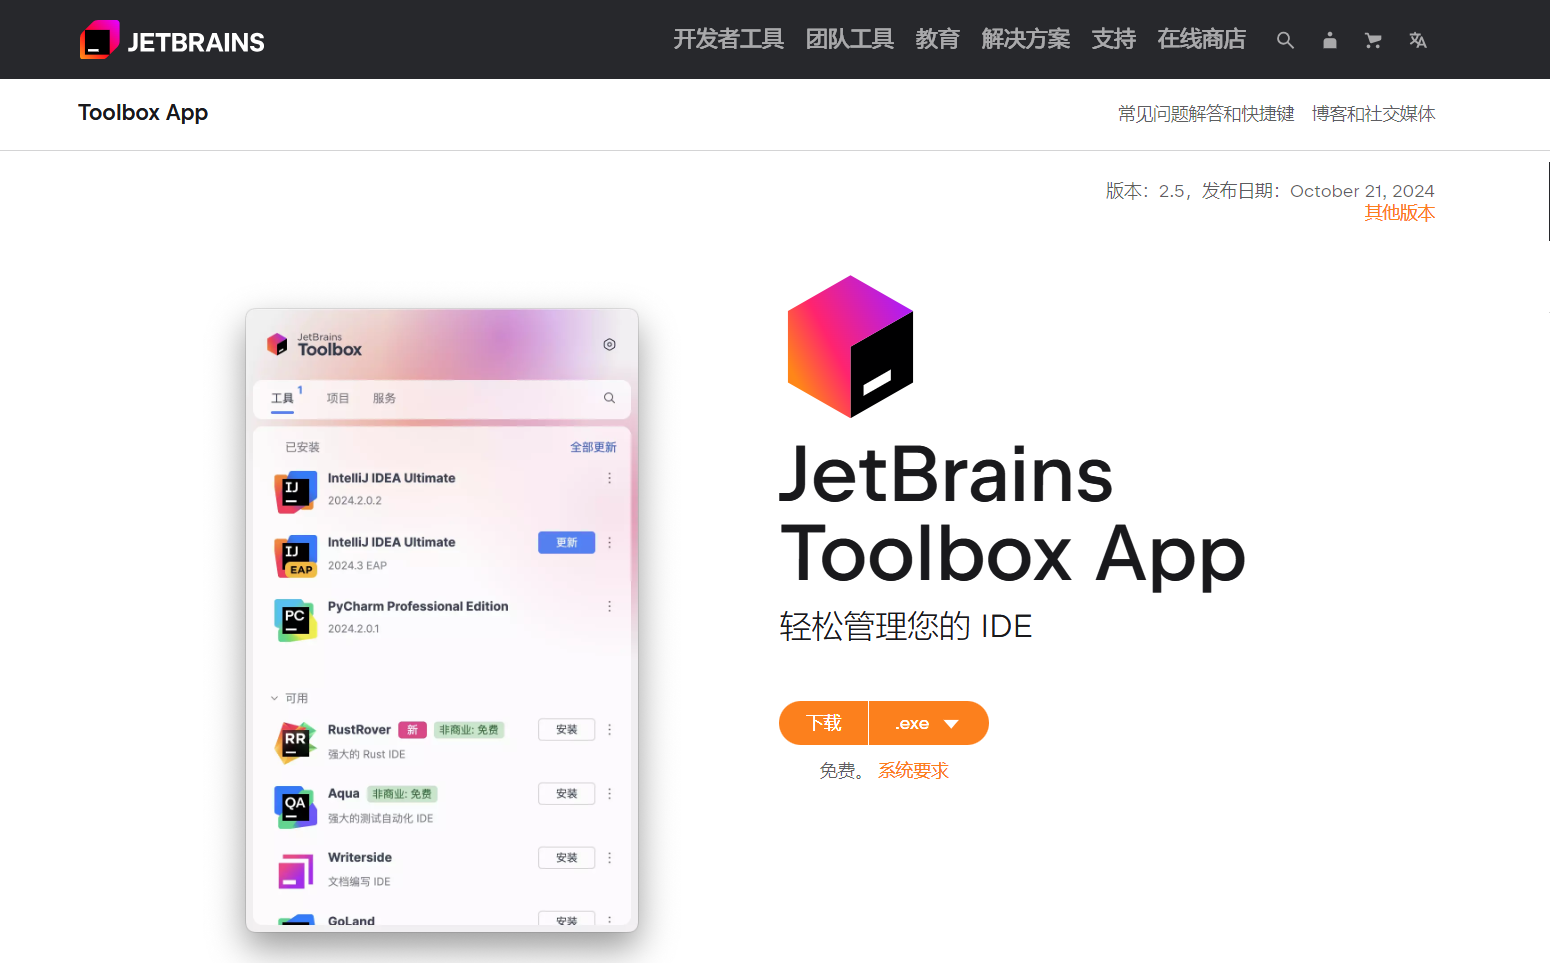 JETBRAINS
开发者工具 团队工具 教育 解决方案 支持 在线商店
Toolbox App
常见问题解答和快捷键 博客和社交媒体
版本：2.5，发布日期：October 21, 2024
其他版本
JetBrains
Toolbox
工具 1 项目 服务
已安装 全部更新
IJ
IntelliJ IDEA Ultimate
2024.2.0.2
IJ
EAP
IntelliJ IDEA Ultimate
更新
2024.3 EAP
PC
PyCharm Professional Edition
2024.2.0.1
可用
RR
RustRover 新 非商业: 免费 安装
强大的 Rust IDE
QA
Aqua 非商业: 免费 安装
强大的测试自动化 IDE
Writerside 安装
文档编写 IDE
GoLand 安装
JetBrains
Toolbox App
轻松管理您的 IDE
下载 .exe
免费。 系统要求